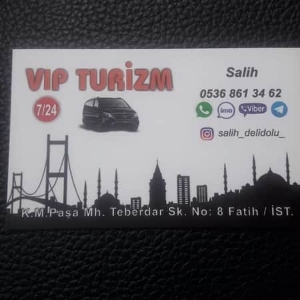 VIP TURİZM
7/24
Salih
0536 861 34 62
imo
Viber
salih_delidolu_
K.M.Paşa Mh. Teberdar Sk. No: 8 Fatih / İST.